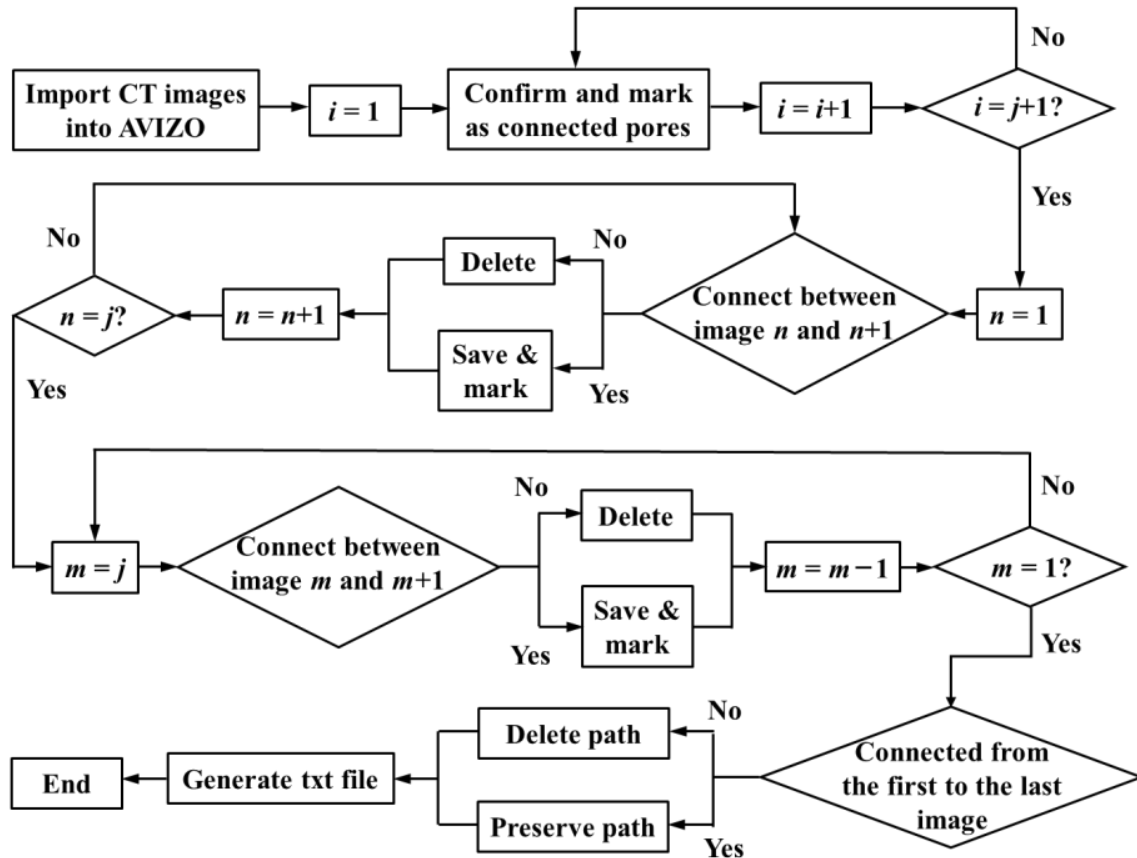 Import CT images
into AVIZO
i = 1
Confirm and mark
as connected pores
i = i+1
i = j+1?
No
Yes
n = 1
Connect between
image n and n+1
No
Delete
Yes
Save &
mark
n = n+1
n = j?
No
Yes
m = j
Connect between
image m and m+1
No
Delete
Yes
Save &
mark
m = m−1
m = 1?
No
Yes
Connected from
the first to the last
image
No
Delete path
Yes
Preserve path
Generate txt file
End